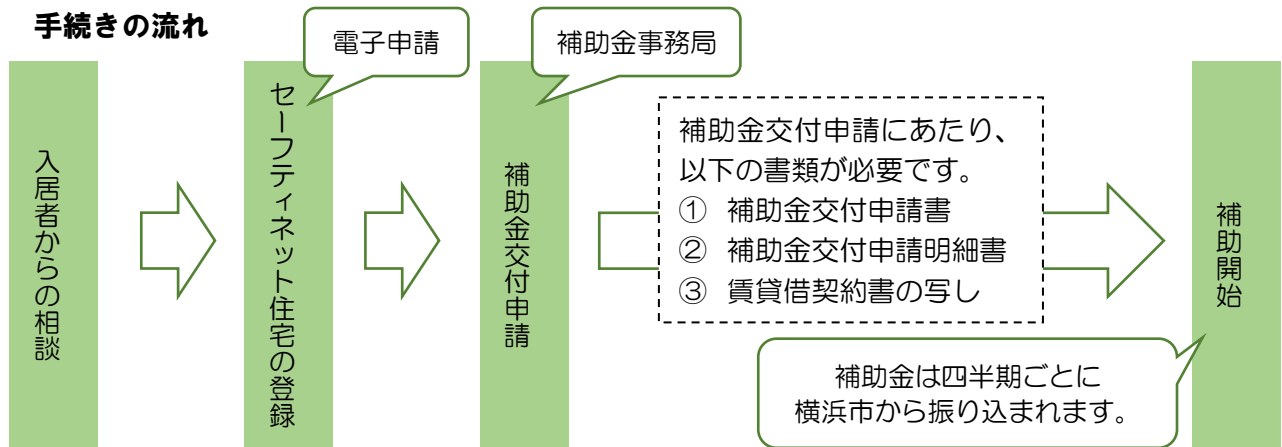 手続きの流れ
電子申請
補助金事務局
入居者からの相談
セーフティネット住宅の登録
補助金交付申請
補助金交付申請にあたり、
以下の書類が必要です。
① 補助金交付申請書
② 補助金交付申請明細書
③ 賃貸借契約書の写し
補助開始
補助金は四半期ごとに
横浜市から振り込まれます。